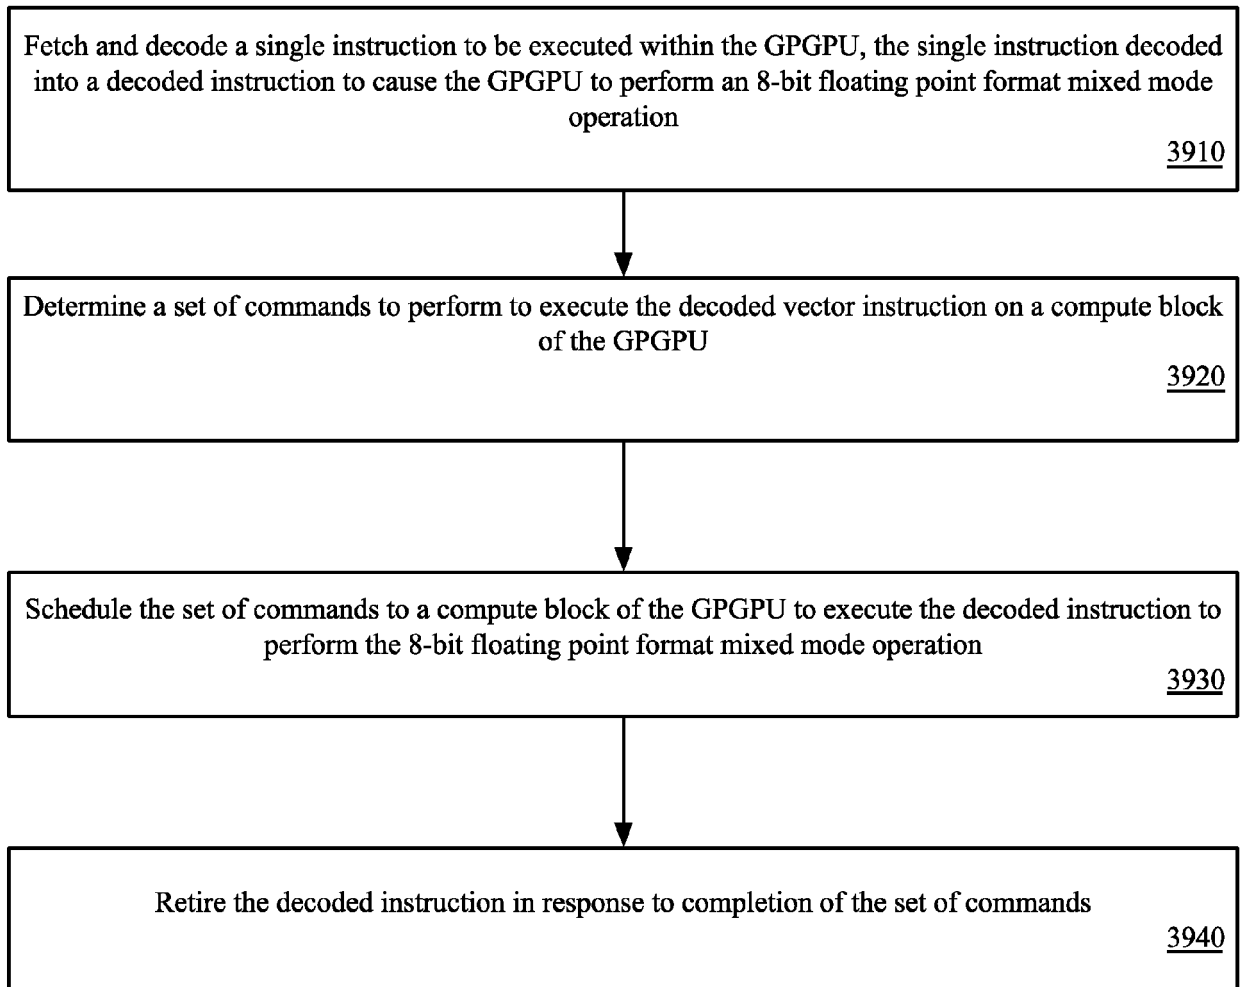 Fetch and decode a single instruction to be executed within the GPGPU, the single instruction decoded
into a decoded instruction to cause the GPGPU to perform an 8-bit floating point format mixed mode
operation
3910
Determine a set of commands to perform to execute the decoded vector instruction on a compute block
of the GPGPU
3920
Schedule the set of commands to a compute block of the GPGPU to execute the decoded instruction to
perform the 8-bit floating point format mixed mode operation
3930
Retire the decoded instruction in response to completion of the set of commands
3940